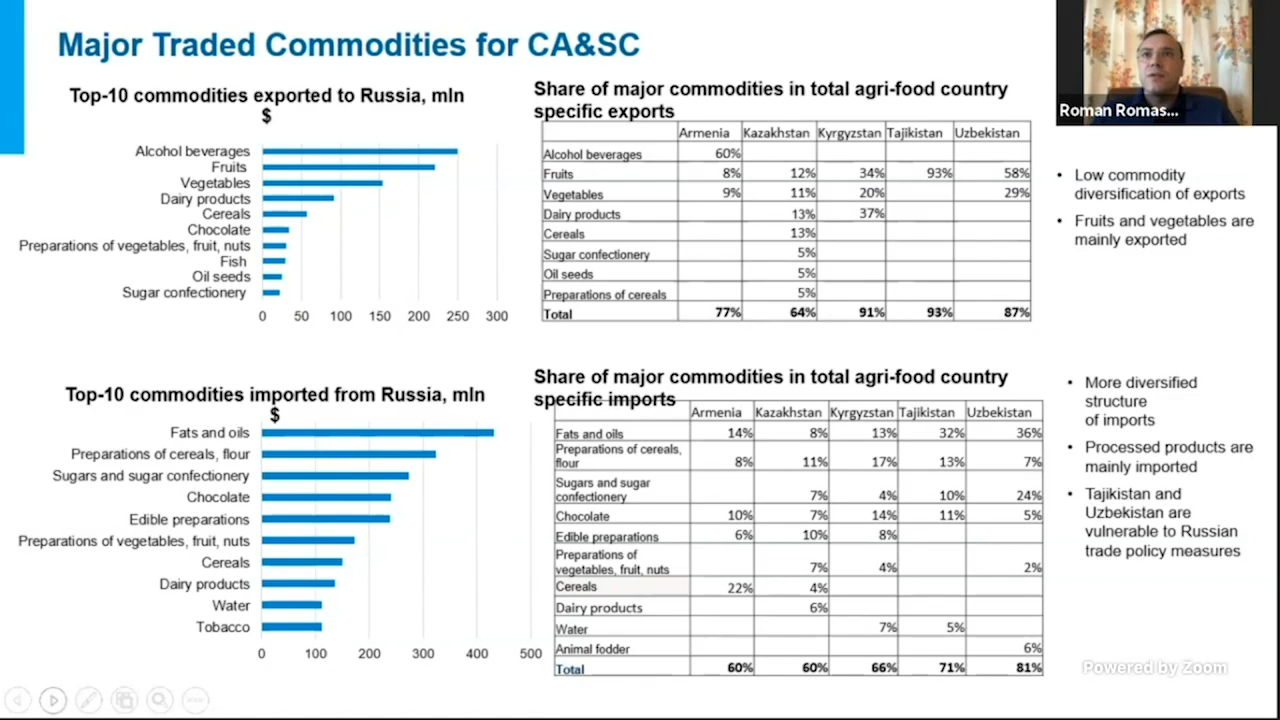 Major Traded Commodities for CA&SC
Roman Romas...
Top-10 commodities exported to Russia, mln
$
Alcohol beverages
Fruits
Vegetables
Dairy products
Cereals
Chocolate
Preparations of vegetables, fruit, nuts
Fish
Oil seeds
Sugar confectionery
0 50 100 150 200 250 300
Share of major commodities in total agri-food country
specific exports
Armenia Kazakhstan Kyrgyzstan Tajikistan Uzbekistan
Alcohol beverages 60%
Fruits 8% 12% 34% 93% 58%
Vegetables 9% 11% 20% 29%
Dairy products 13% 37%
Cereals 13%
Sugar confectionery 5%
Oil seeds 5%
Preparations of cereals 5%
Total 77% 64% 91% 93% 87%
• Low commodity
diversification of exports
• Fruits and vegetables are
mainly exported
Top-10 commodities imported from Russia, mln
$
Fats and oils
Preparations of cereals, flour
Sugars and sugar confectionery
Chocolate
Edible preparations
Preparations of vegetables, fruit, nuts
Cereals
Dairy products
Water
Tobacco
0 100 200 300 400 500
Share of major commodities in total agri-food country
specific imports
Armenia Kazakhstan Kyrgyzstan Tajikistan Uzbekistan
Fats and oils 14% 8% 13% 32% 36%
Preparations of cereals,
flour 8% 11% 17% 13% 7%
Sugars and sugar
confectionery 7% 4% 10% 24%
Chocolate 10% 7% 14% 11% 5%
Edible preparations 6% 10% 8%
Preparations of
vegetables, fruit, nuts 7% 4% 2%
Cereals 22% 4%
Dairy products 6%
Water 7% 5%
Animal fodder 6%
Total 60% 60% 66% 71% 81%
• More diversified
structure
of imports
• Processed products are
mainly imported
• Tajikistan and
Uzbekistan are
vulnerable to Russian
trade policy measures
Powered by Zoom